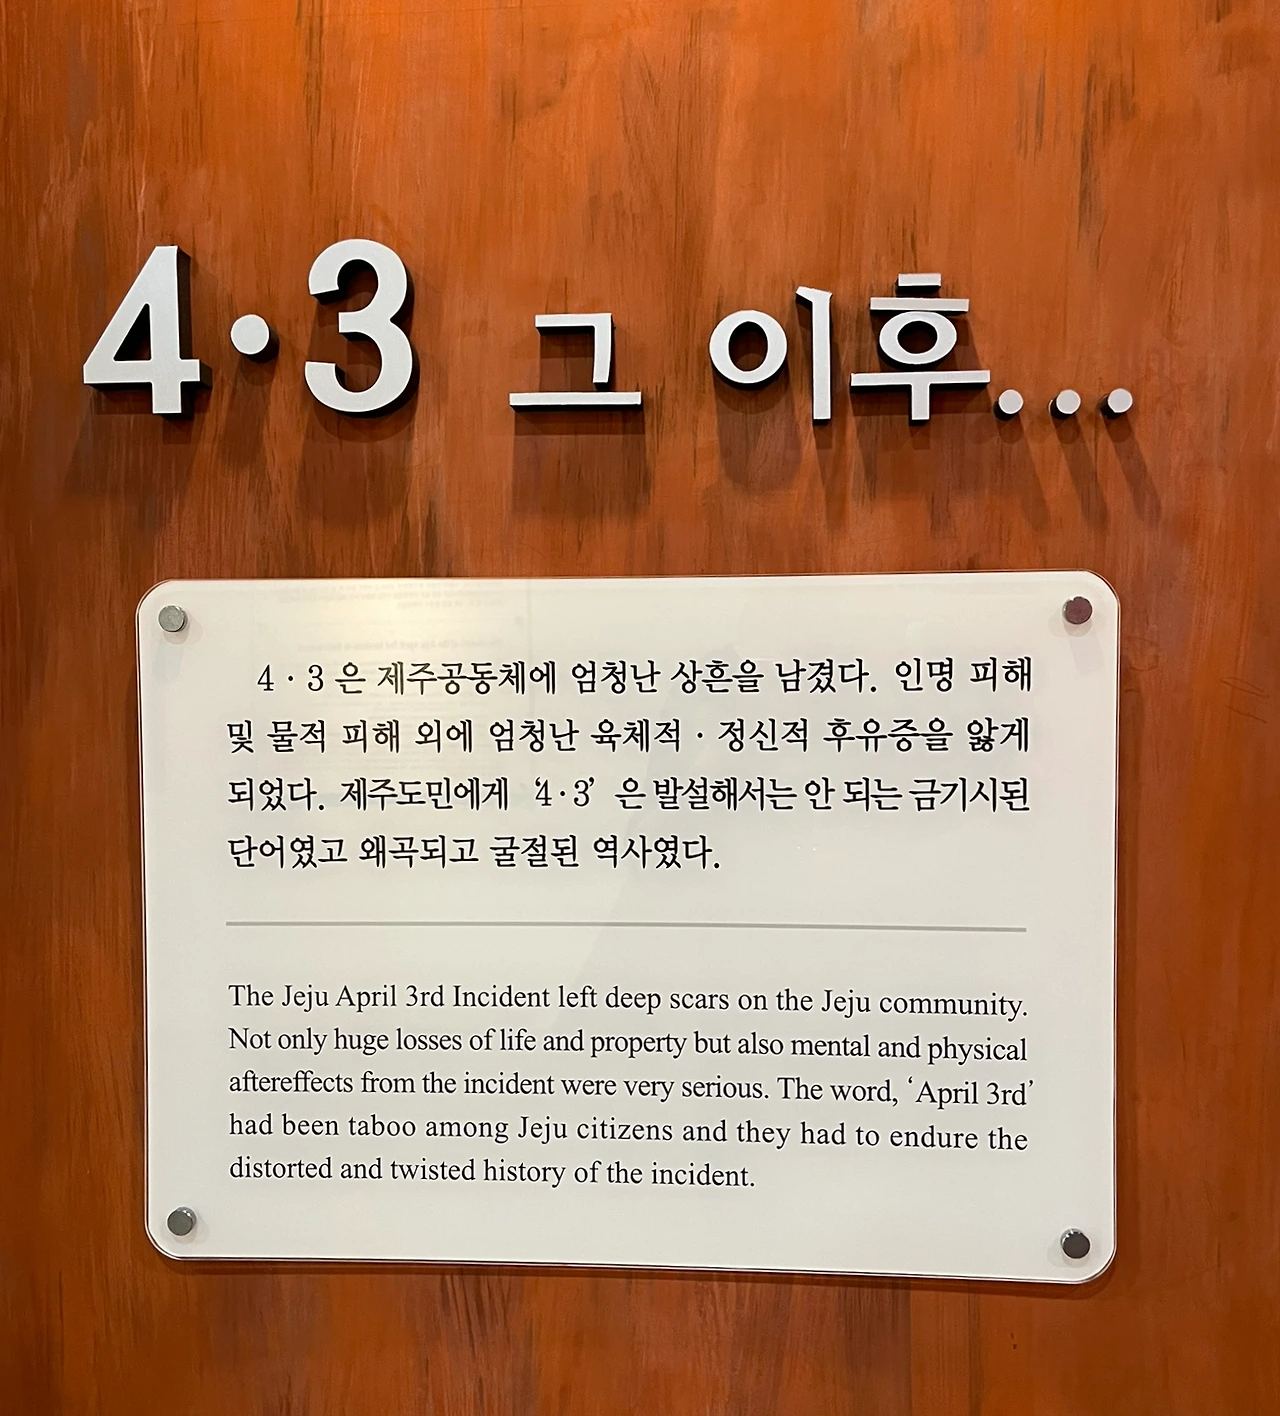 4·3 그 이후...
4·3은 제주공동체에 엄청난 상흔을 남겼다. 인명 피해
및 물적 피해 외에 엄청난 육체적·정신적 후유증을 앓게
되었다. 제주도민에게 ‘4·3’은 발설해서는 안 되는 금기시된
단어였고 왜곡되고 굴절된 역사였다.
The Jeju April 3rd Incident left deep scars on the Jeju community.
Not only huge losses of life and property but also mental and physical
aftereffects from the incident were very serious. The word, ‘April 3rd’
had been taboo among Jeju citizens and they had to endure the
distorted and twisted history of the incident.